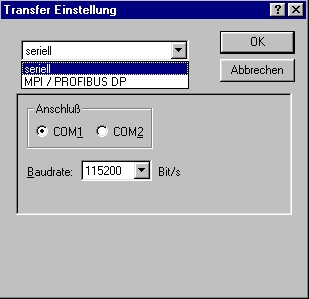 Transfer Einstellung
seriell
OK
seriell
MPI / PROFIBUS DP
Abbrechen
Anschluß
COM1 COM2
Baudrate: 115200 Bit/s